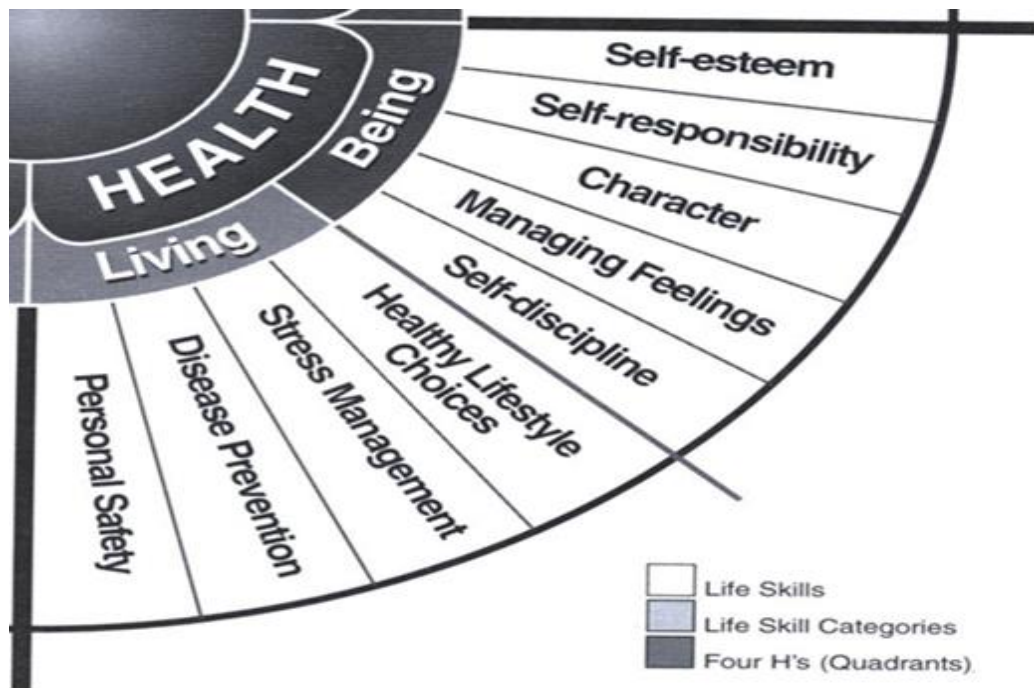 HEALTH
Being
Living
Self-esteem
Self-responsibility
Character
Managing Feelings
Self-discipline
Healthy Lifestyle
Choices
Stress Management
Disease Prevention
Personal Safety
Life Skills
Life Skill Categories
Four H's (Quadrants)